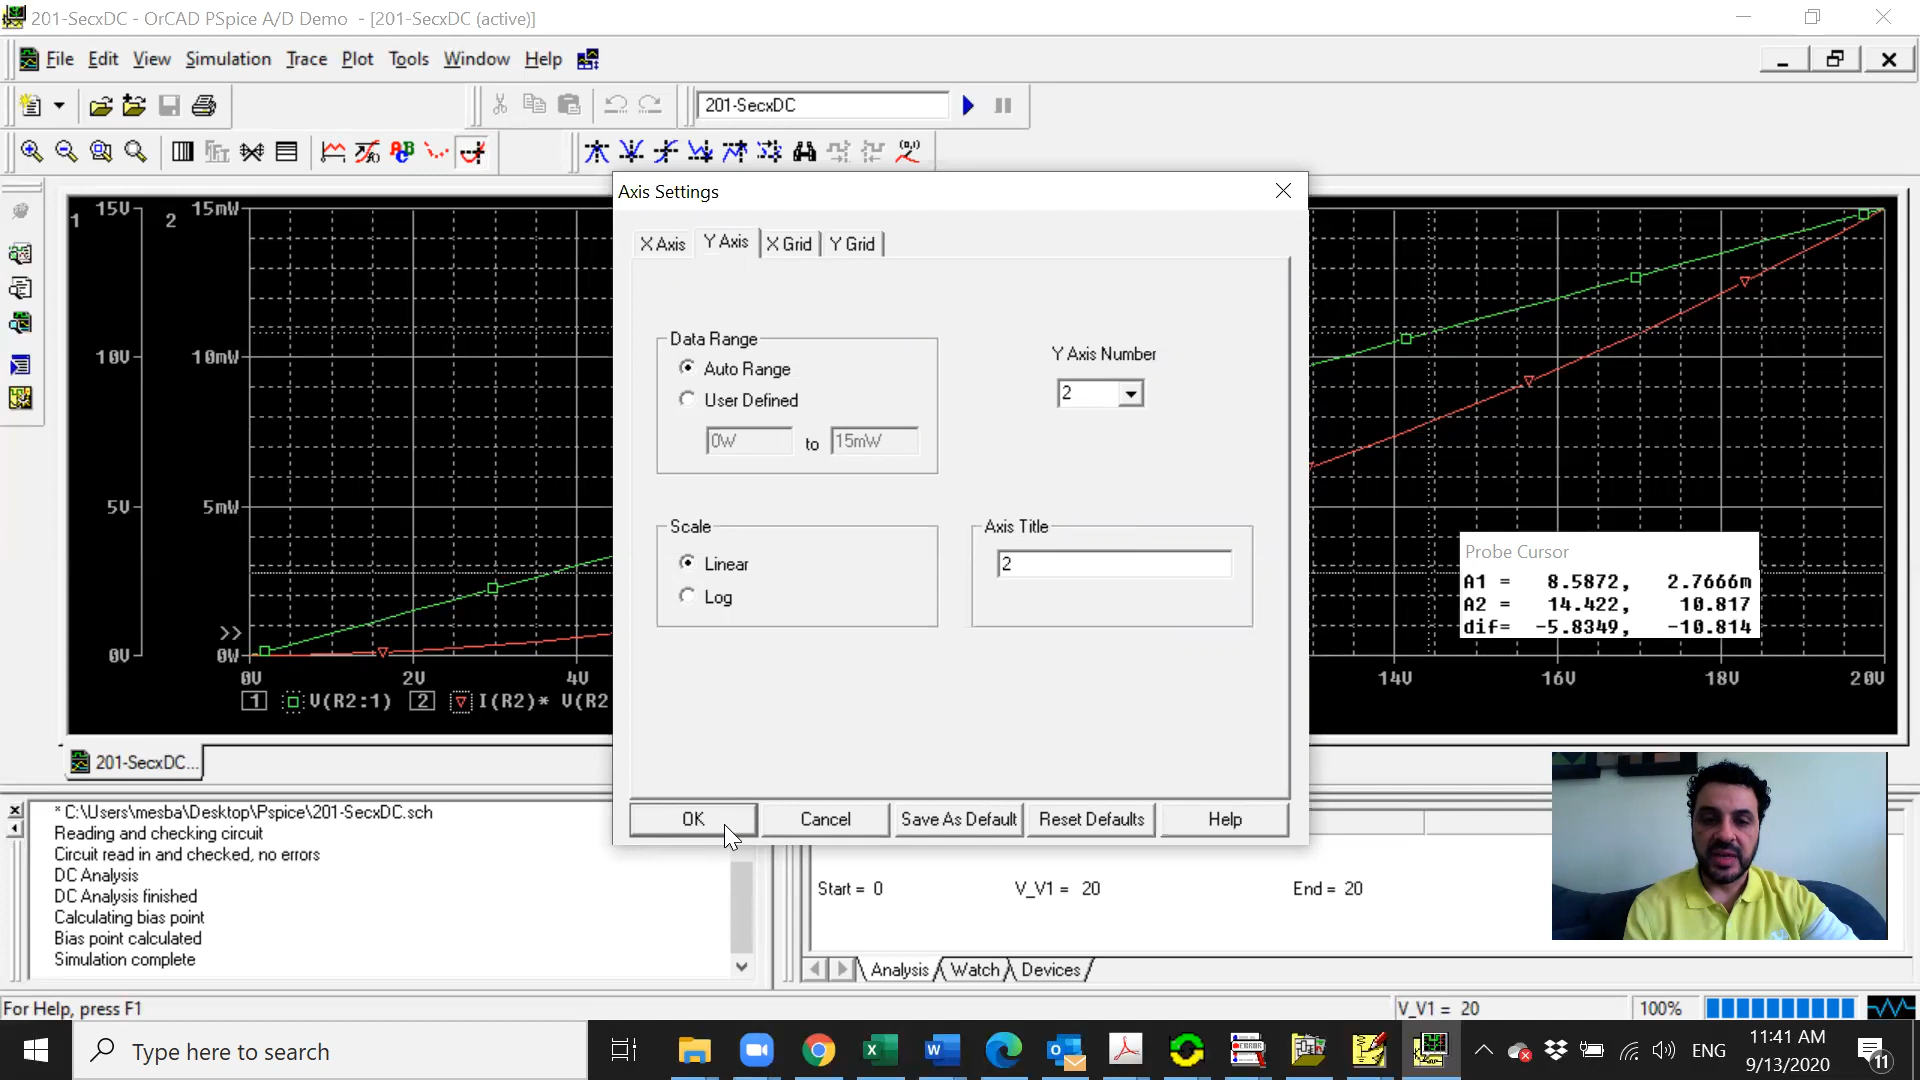 201-SecxDC - OrCAD PSpice A/D Demo - [201-SecxDC (active)]
File Edit View Simulation Trace Plot Tools Window Help
201-SecxDC
Axis Settings
X Axis Y Axis X Grid Y Grid
Data Range
Auto Range
User Defined
0W to 15mW
Y Axis Number
2
Scale
Linear
Log
Axis Title
2
OK Cancel Save As Default Reset Defaults Help
1 15V 2 15mW
10V 10mW
5V 5mW
>>
0V 0W
0V 2V 4V 14V 16V 18V 20V
1 V(R2:1) 2 I(R2)* V(R2
Probe Cursor
A1 = 8.5872, 2.7666m
A2 = 14.422, 10.817
dif= -5.8349, -10.814
201-SecxDC...
* C:\Users\mesba\Desktop\Pspice\201-SecxDC.sch
Reading and checking circuit
Circuit read in and checked, no errors
DC Analysis
DC Analysis finished
Calculating bias point
Bias point calculated
Simulation complete
Start = 0 V_V1 = 20 End = 20
Analysis Watch Devices
For Help, press F1
V_V1 = 20 100%
Type here to search
ENG
11:41 AM
9/13/2020
11